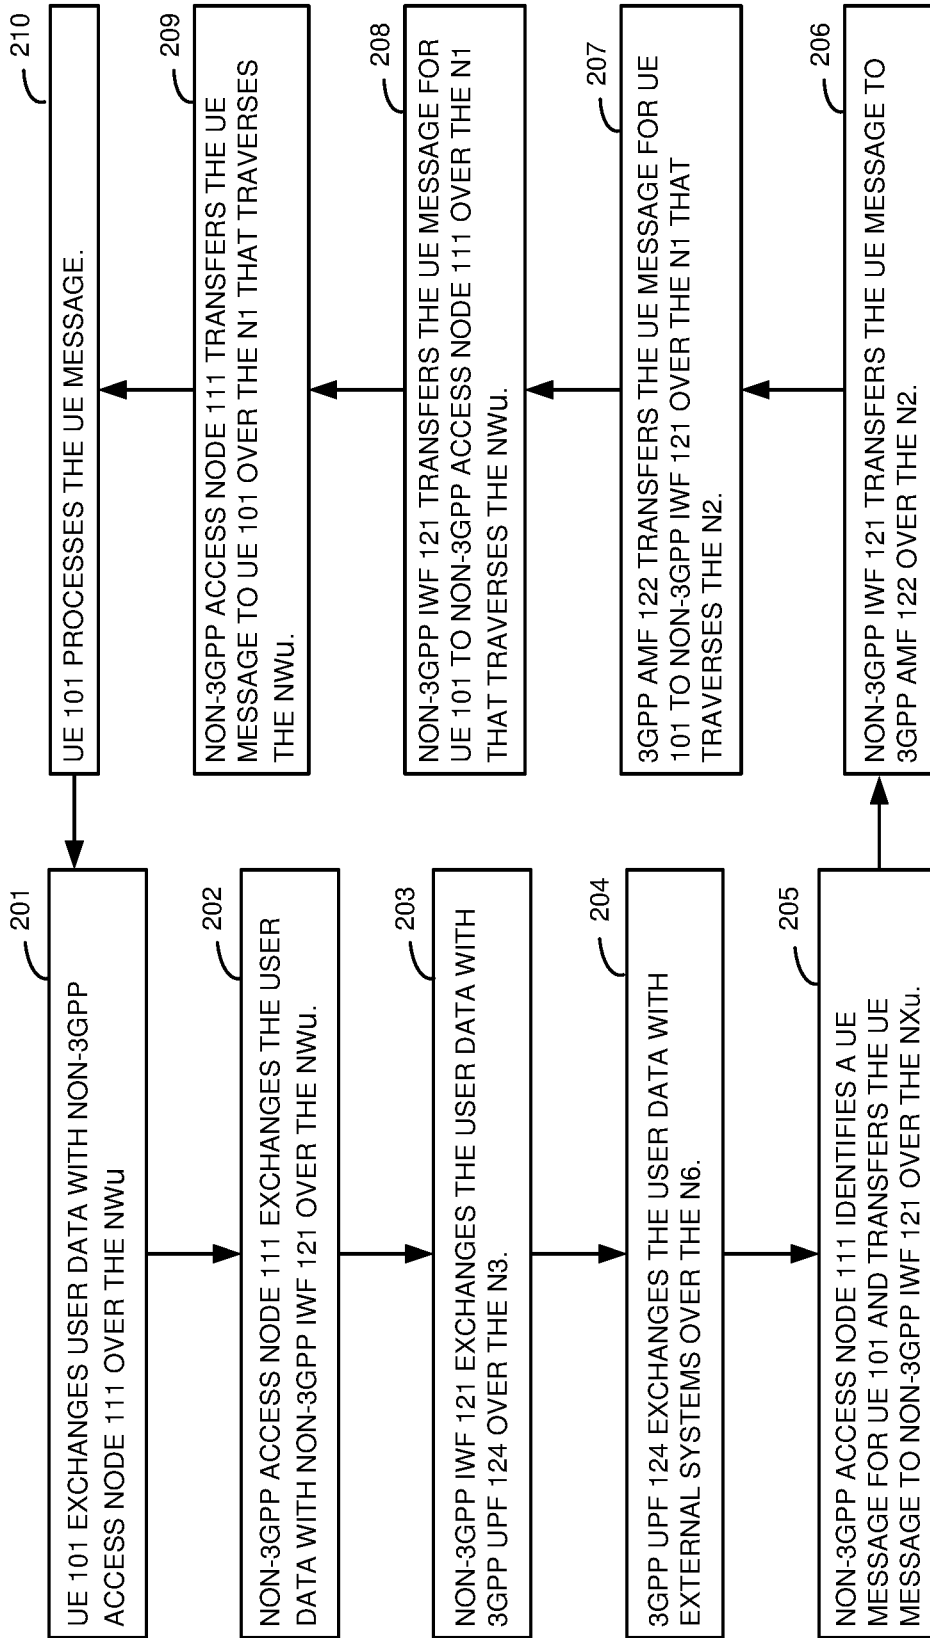 201
UE 101 EXCHANGES USER DATA WITH NON-3GPP
ACCESS NODE 111 OVER THE NWu
202
NON-3GPP ACCESS NODE 111 EXCHANGES THE USER
DATA WITH NON-3GPP IWF 121 OVER THE NWu.
203
NON-3GPP IWF 121 EXCHANGES THE USER DATA WITH
3GPP UPF 124 OVER THE N3.
204
3GPP UPF 124 EXCHANGES THE USER DATA WITH
EXTERNAL SYSTEMS OVER THE N6.
205
NON-3GPP ACCESS NODE 111 IDENTIFIES A UE
MESSAGE FOR UE 101 AND TRANSFERS THE UE
MESSAGE TO NON-3GPP IWF 121 OVER THE NXu.
206
NON-3GPP IWF 121 TRANSFERS THE UE MESSAGE TO
3GPP AMF 122 OVER THE N2.
207
3GPP AMF 122 TRANSFERS THE UE MESSAGE FOR UE
101 TO NON-3GPP IWF 121 OVER THE N1 THAT
TRAVERSES THE N2.
208
NON-3GPP IWF 121 TRANSFERS THE UE MESSAGE FOR
UE 101 TO NON-3GPP ACCESS NODE 111 OVER THE N1
THAT TRAVERSES THE NWu.
209
NON-3GPP ACCESS NODE 111 TRANSFERS THE UE
MESSAGE TO UE 101 OVER THE N1 THAT TRAVERSES
THE NWu.
210
UE 101 PROCESSES THE UE MESSAGE.